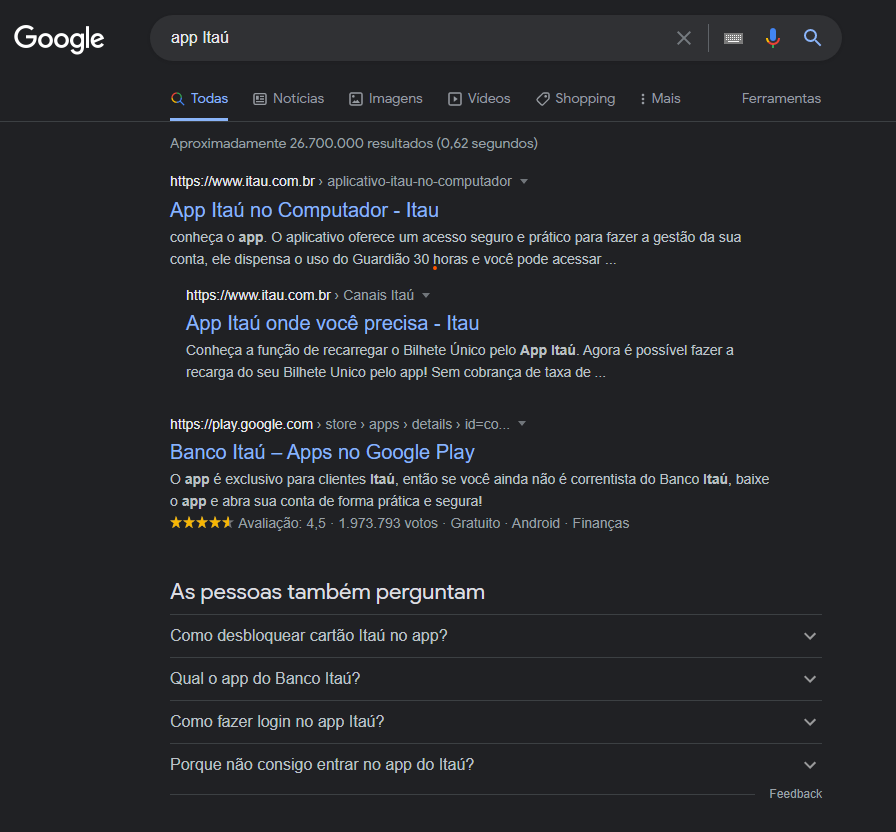 Google
app Itaú
Todas
Notícias
Imagens
Videos
Shopping
Mais
Ferramentas
Aproximadamente 26.700.000 resultados (0,62 segundos)
https://www.itau.com.br › aplicativo-itau-no-computador
App Itaú no Computador - Itau
conheça o app. O aplicativo oferece um acesso seguro e prático para fazer a gestão da sua
conta, ele dispensa o uso do Guardião 30 horas e você pode acessar ...
https://www.itau.com.br › Canais Itaú
App Itaú onde você precisa - Itau
Conheça a função de recarregar o Bilhete Único pelo App Itaú. Agora é possível fazer a
recarga do seu Bilhete Unico pelo app! Sem cobrança de taxa de ...
https://play.google.com › store › apps › details › id=co...
Banco Itaú – Apps no Google Play
O app é exclusivo para clientes Itaú, então se você ainda não é correntista do Banco Itaú, baixe
o app e abra sua conta de forma prática e segura!
Avaliação: 4,5 · 1.973.793 votos · Gratuito · Android · Finanças
As pessoas também perguntam
Como desbloquear cartão Itaú no app?
Qual o app do Banco Itaú?
Como fazer login no app Itaú?
Porque não consigo entrar no app do Itaú?
Feedback